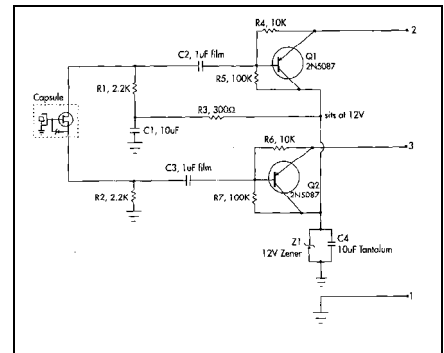 R4, 10K
2
C2, 1uF film
Q1
2N5087
R5, 100K
R1, 2.2K
Capsule
R3, 300Ω
sits at 12V
C1, 10uF
R6, 10K
3
C3, 1uF film
Q2
2N5087
R2, 2.2K
R7, 100K
Z1
12V Zener
C4
10uF Tantalum
1